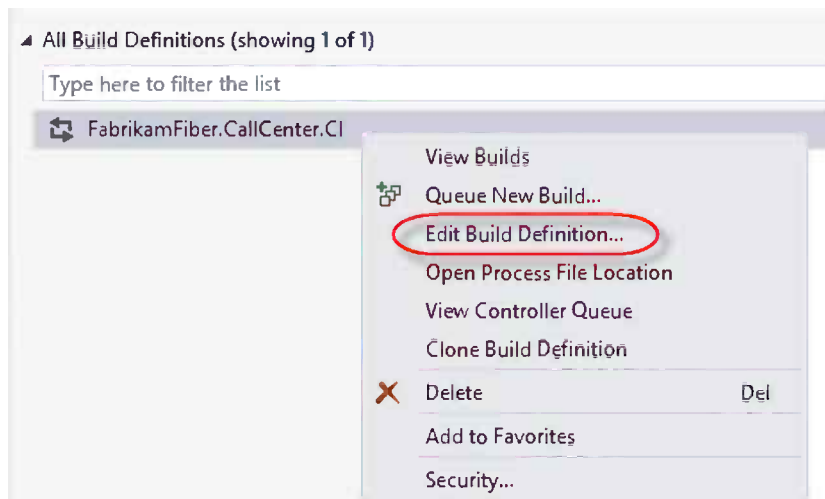 All Build Definitions (showing 1 of 1)
Type here to filter the list
FabrikamFiber.CallCenter.CI
View Builds
Queue New Build...
Edit Build Definition...
Open Process File Location
View Controller Queue
Clone Build Definition
Delete Del
Add to Favorites
Security...